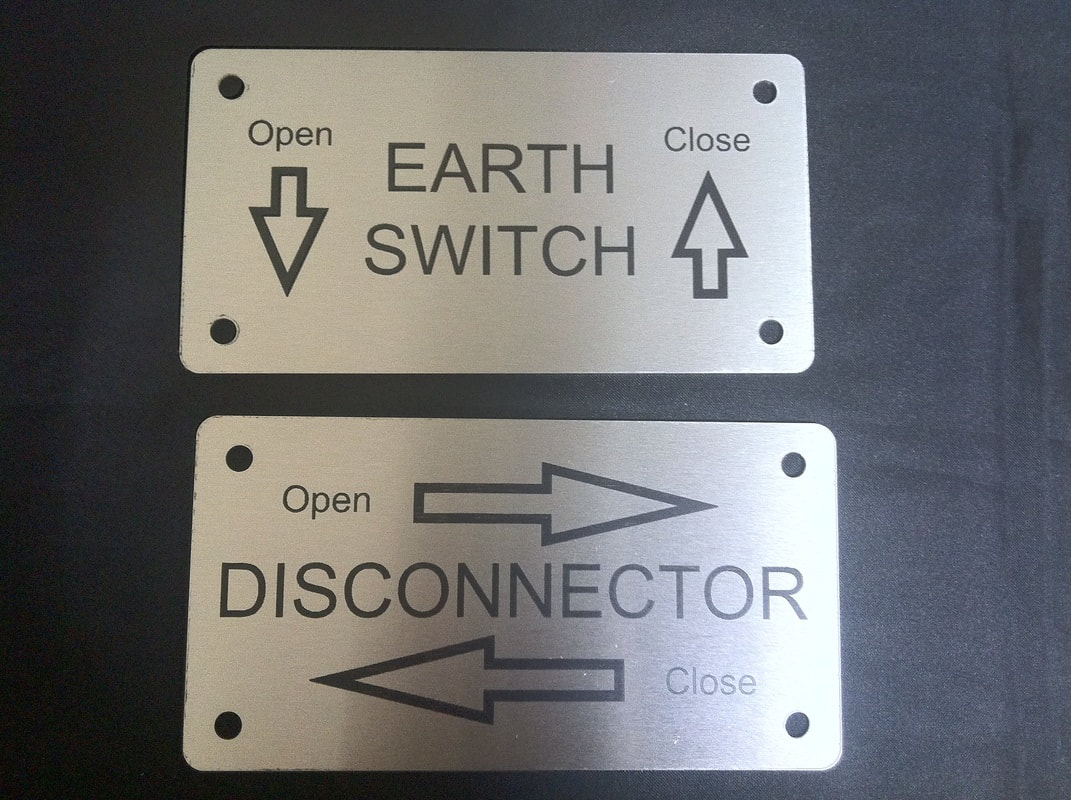 Open
EARTH
SWITCH
Close
Open
DISCONNECTOR
Close